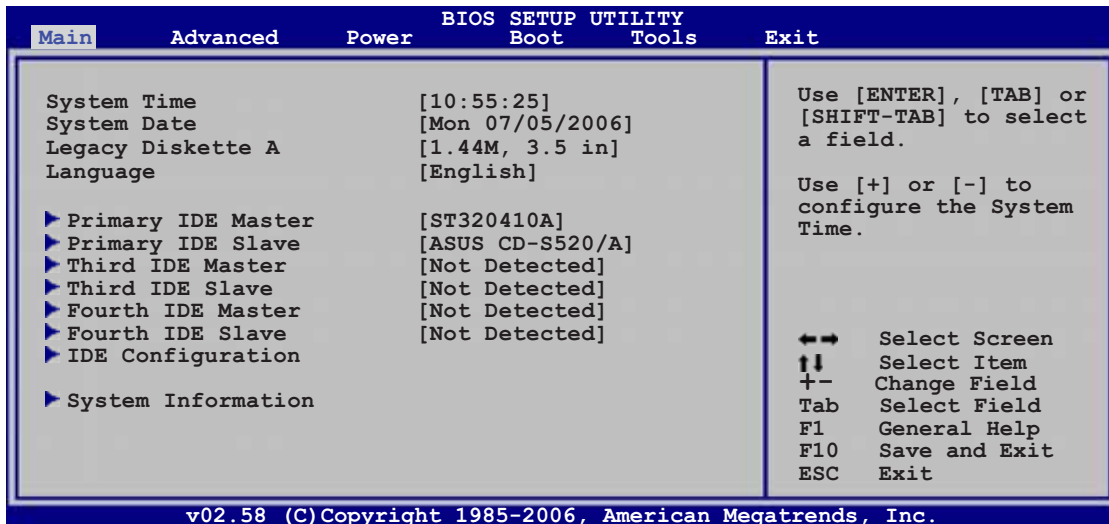 BIOS SETUP UTILITY
Main Advanced Power Boot Tools Exit
System Time [10:55:25]
System Date [Mon 07/05/2006]
Legacy Diskette A [1.44M, 3.5 in]
Language [English]
Primary IDE Master [ST320410A]
Primary IDE Slave [ASUS CD-S520/A]
Third IDE Master [Not Detected]
Third IDE Slave [Not Detected]
Fourth IDE Master [Not Detected]
Fourth IDE Slave [Not Detected]
IDE Configuration
System Information
Use [ENTER], [TAB] or
[SHIFT-TAB] to select
a field.
Use [+] or [-] to
configure the System
Time.
←→ Select Screen
↑↓ Select Item
+- Change Field
Tab Select Field
F1 General Help
F10 Save and Exit
ESC Exit
v02.58 (C)Copyright 1985-2006, American Megatrends, Inc.